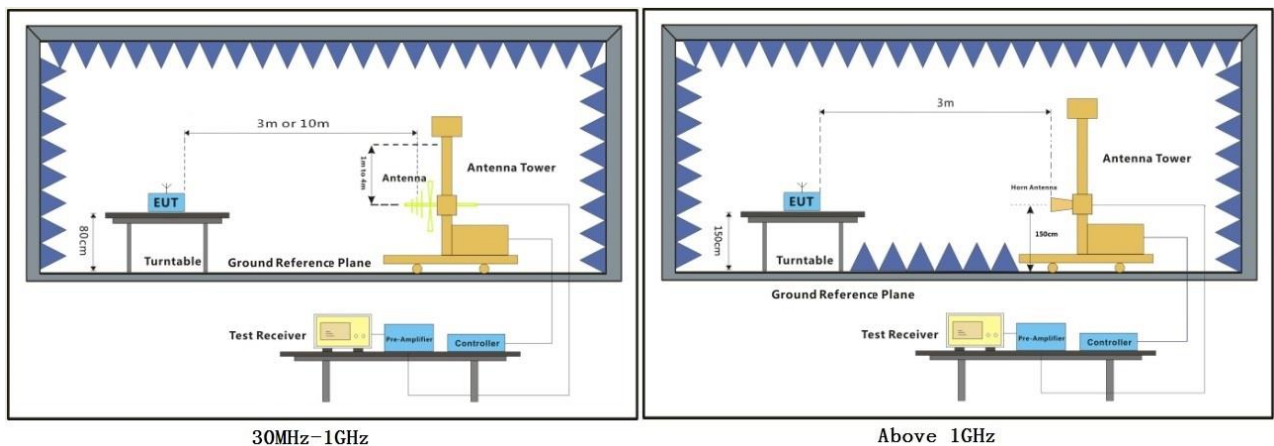 3m or 10m
1m to 4m
Antenna
Antenna Tower
EUT
80cm
Turntable
Ground Reference Plane
Test Receiver
Pre-Amplifier
Controller
30MHz-1GHz
3m
Antenna Tower
Horn Antenna
EUT
150cm
150cm
Turntable
Ground Reference Plane
Test Receiver
Pre-Amplifier
Controller
Above 1GHz